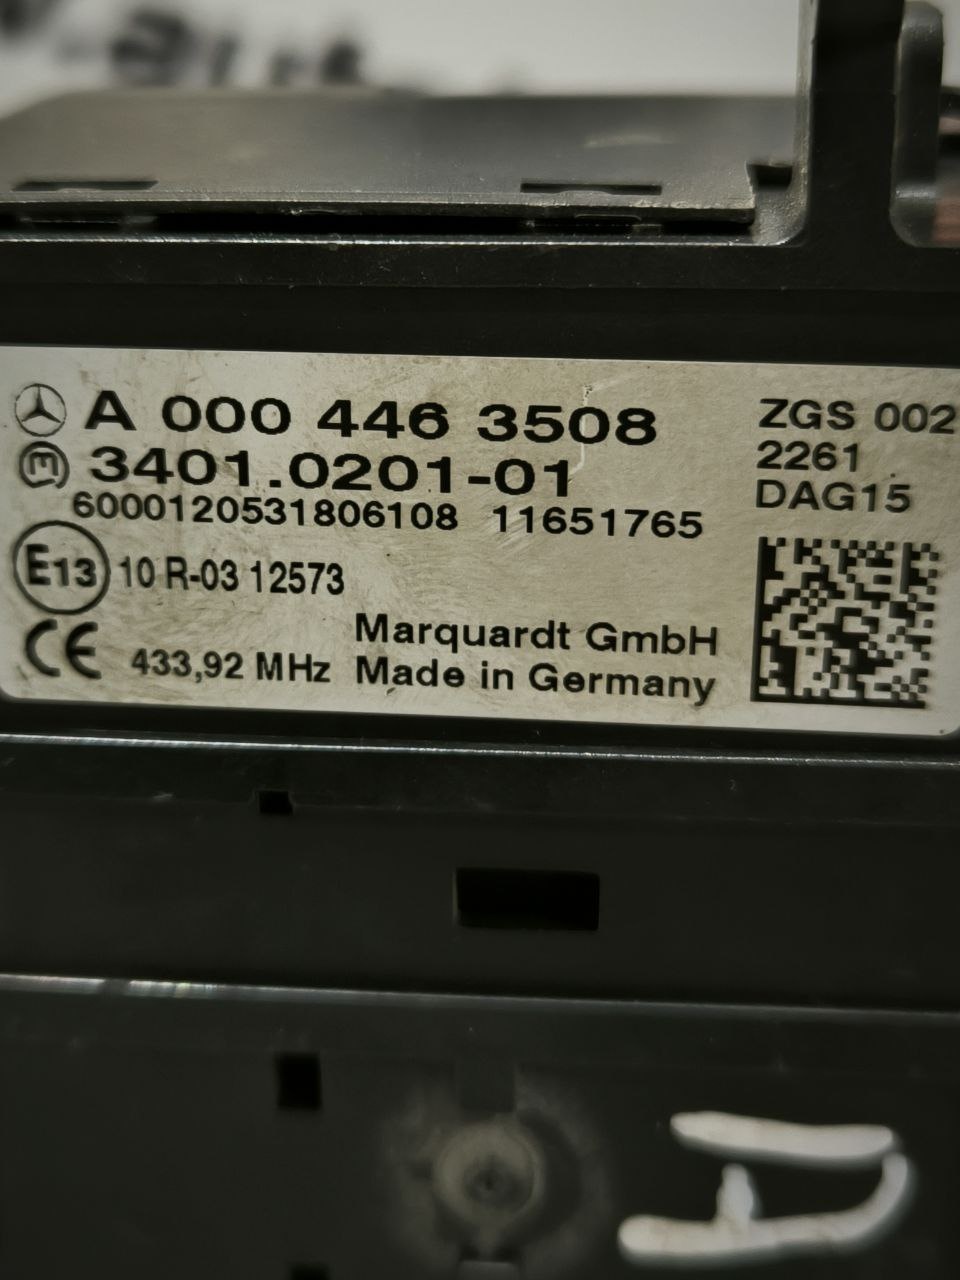 A 000 446 3508
3401.0201-01
6000120531806108 11651765
ZGS 002
2261
DAG15
E13 10 R-03 12573
CE 433,92 MHz
Marquardt GmbH
Made in Germany